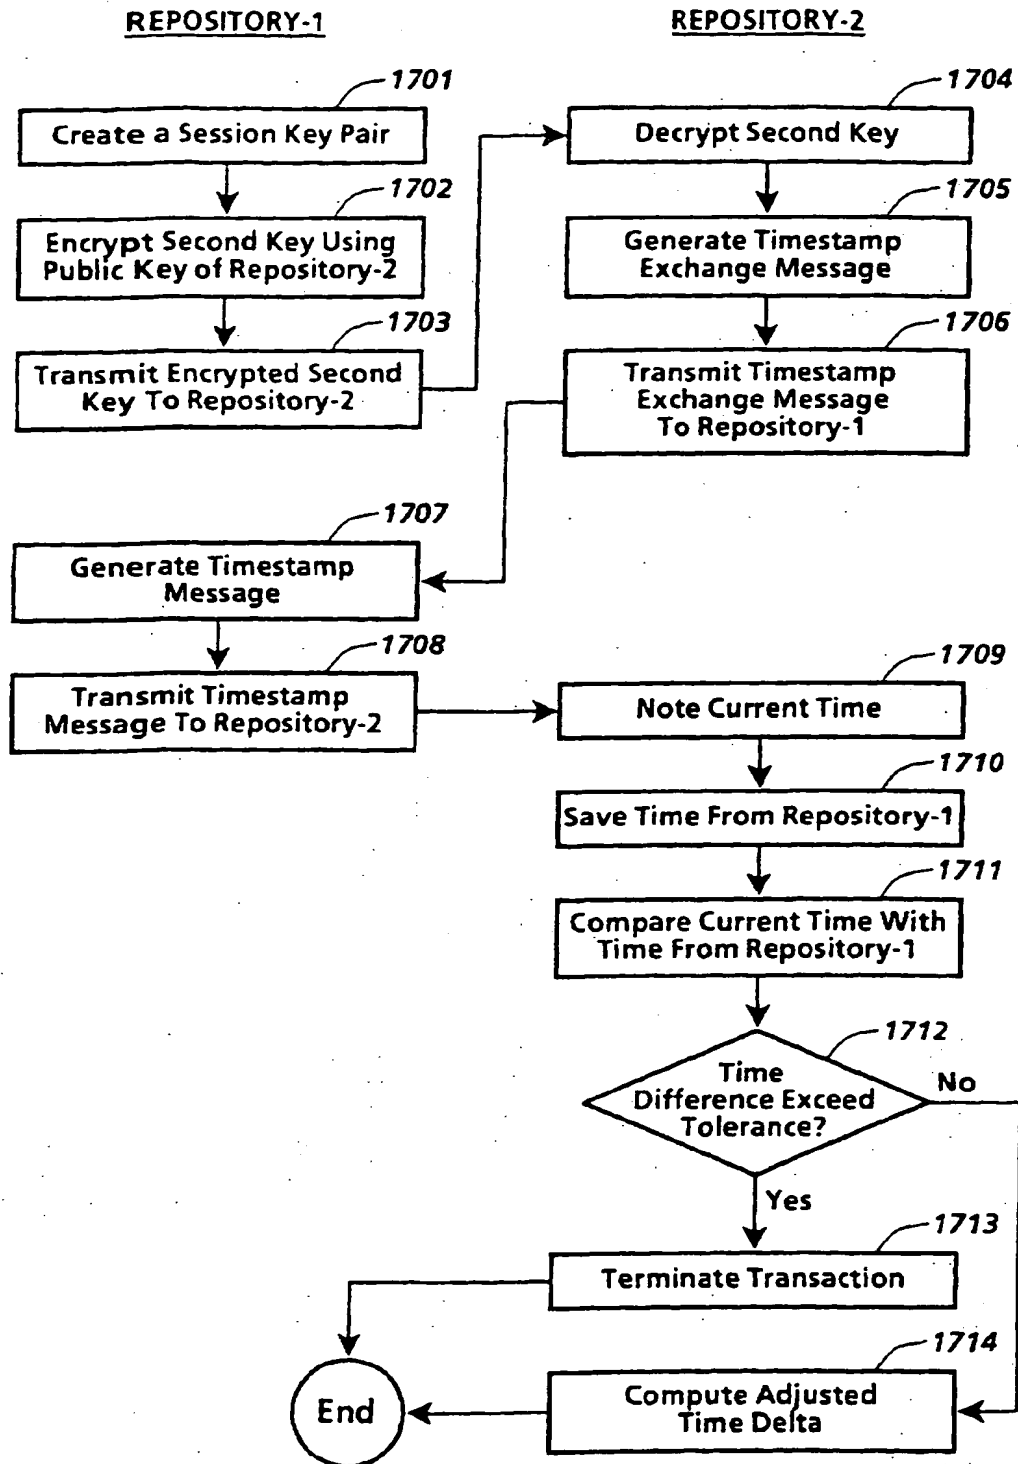 REPOSITORY-1
REPOSITORY-2
1701
Create a Session Key Pair
1702
Encrypt Second Key Using
Public Key of Repository-2
1703
Transmit Encrypted Second
Key To Repository-2
1704
Decrypt Second Key
1705
Generate Timestamp
Exchange Message
1706
Transmit Timestamp
Exchange Message
To Repository-1
1707
Generate Timestamp
Message
1708
Transmit Timestamp
Message To Repository-2
1709
Note Current Time
1710
Save Time From Repository-1
1711
Compare Current Time With
Time From Repository-1
1712
Time
Difference Exceed
Tolerance?
No
Yes
1713
Terminate Transaction
1714
Compute Adjusted
Time Delta
End